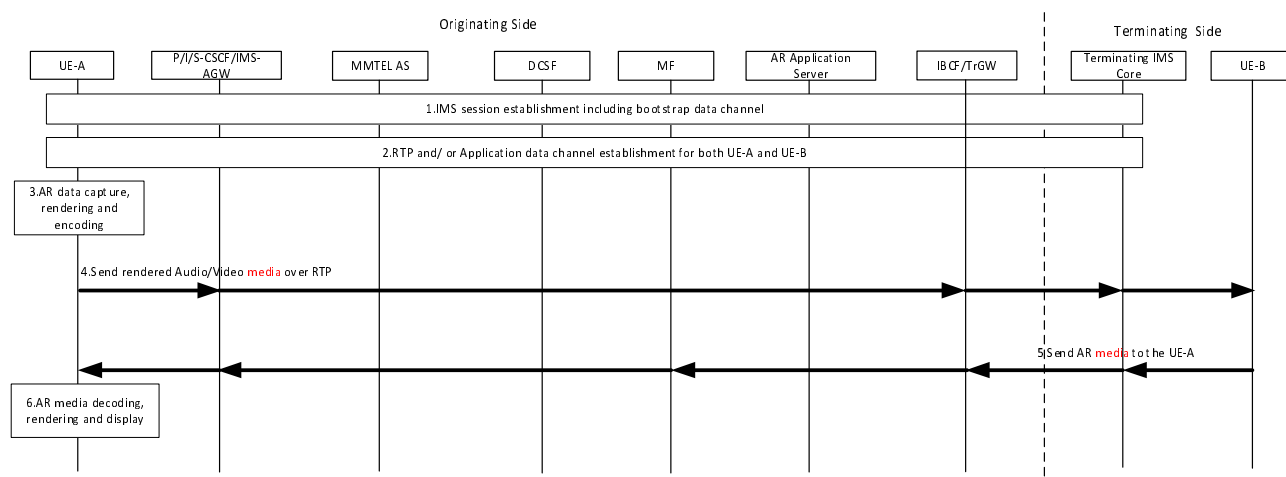 Originating Side
Terminating Side
UE-A
P/I/S-CSCF/IMS-
AGW
MMTEL AS
DCSF
MF
AR Application
Server
IBCF/TrGW
Terminating IMS
Core
UE-B
1.IMS session establishment including bootstrap data channel
2.RTP and/ or Application data channel establishment for both UE-A and UE-B
3.AR data capture,
rendering and
encoding
4.Send rendered Audio/Video media over RTP
5.Send AR media to the UE-A
6.AR media decoding,
rendering and display